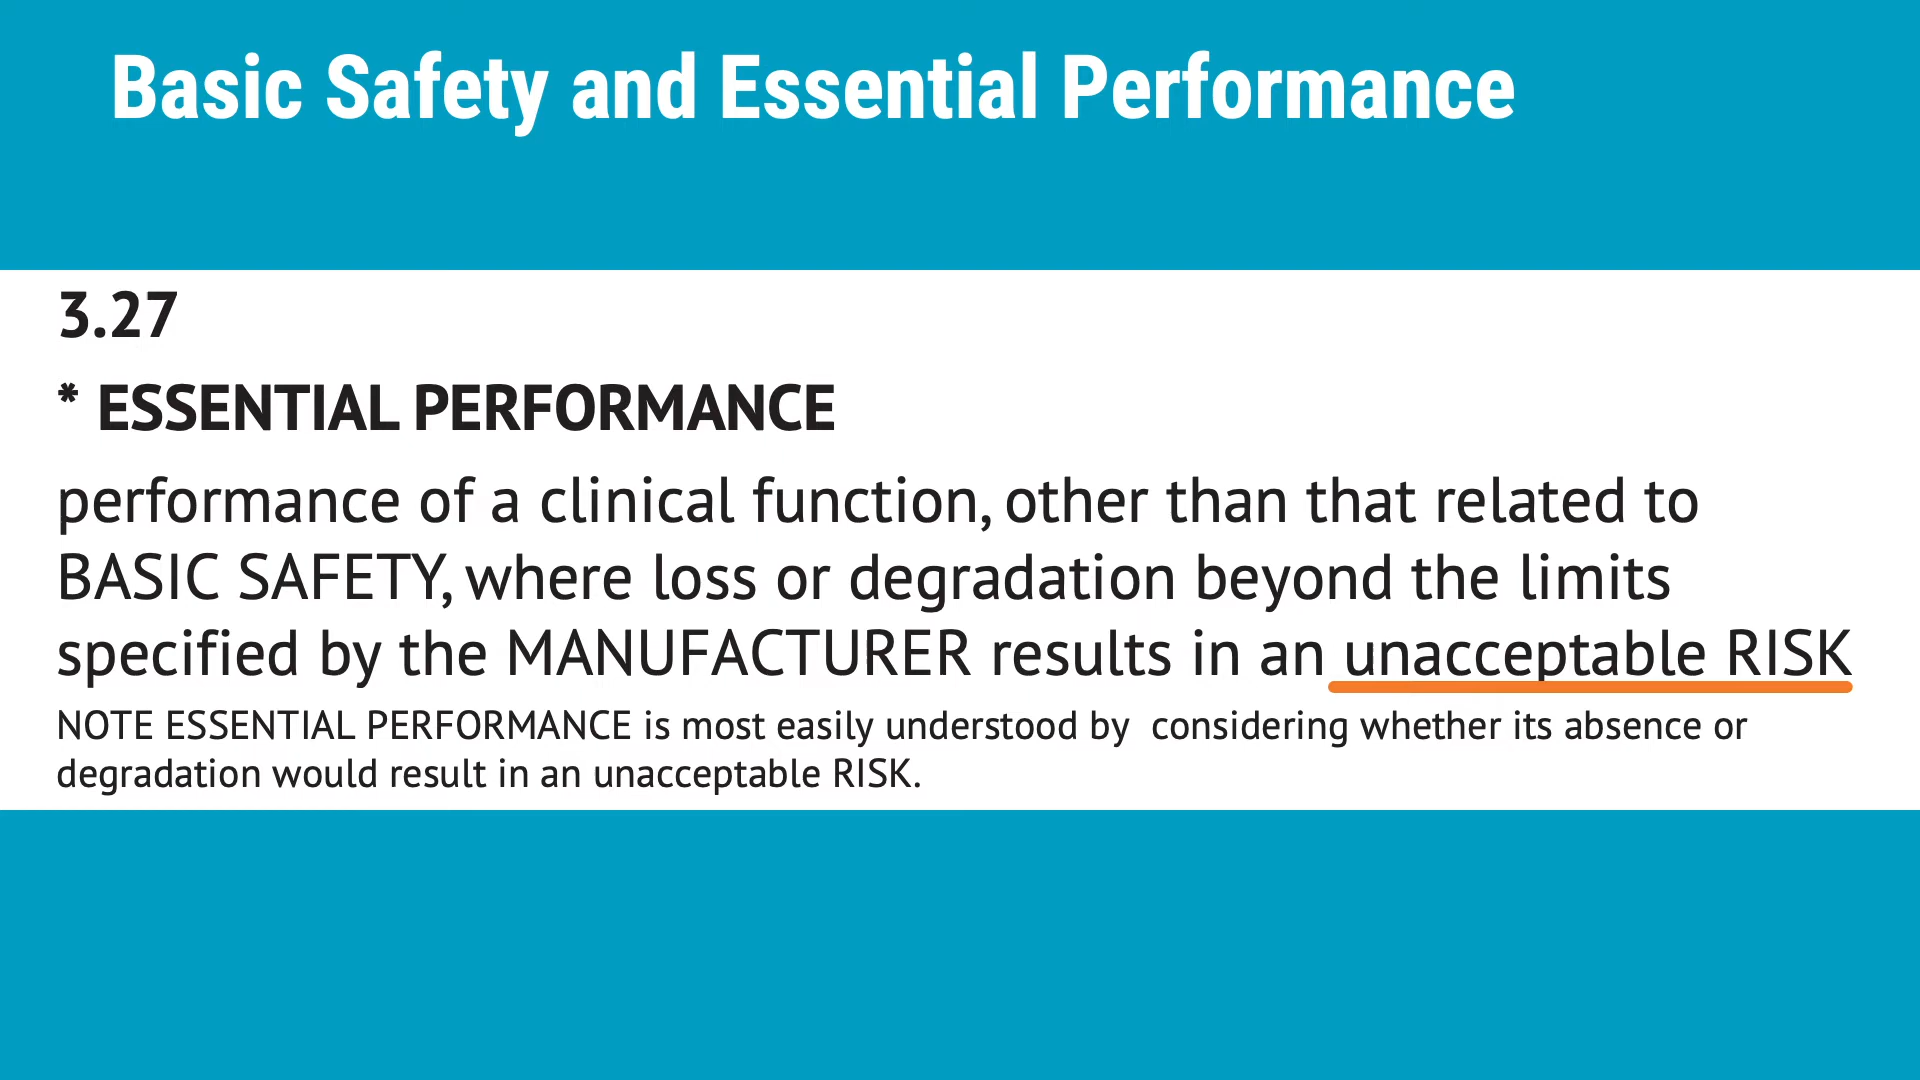 Basic Safety and Essential Performance
3.27
* ESSENTIAL PERFORMANCE
performance of a clinical function, other than that related to
BASIC SAFETY, where loss or degradation beyond the limits
specified by the MANUFACTURER results in an unacceptable RISK
NOTE ESSENTIAL PERFORMANCE is most easily understood by  considering whether its absence or
degradation would result in an unacceptable RISK.